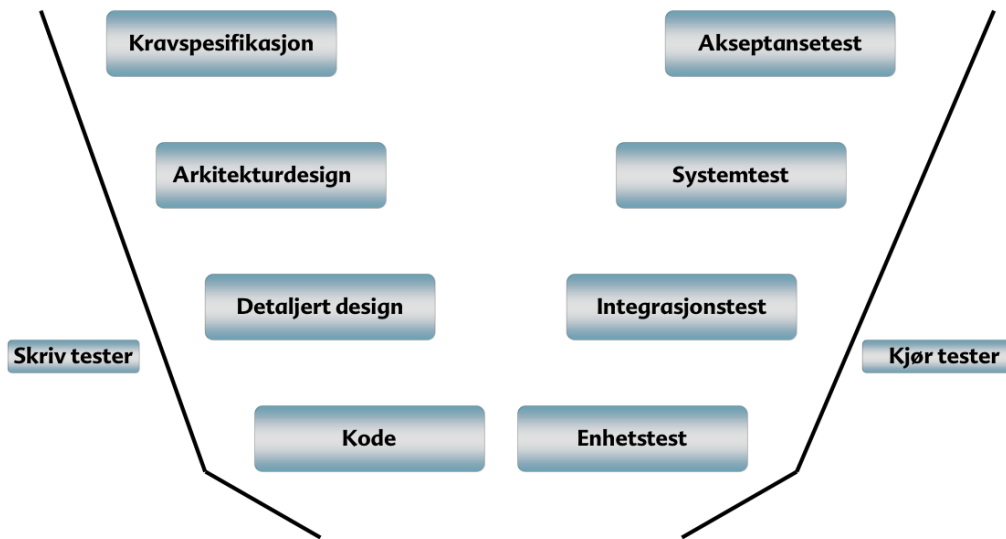 Kravspesifikasjon
Akseptansetest
Arkitekturdesign
Systemtest
Detaljert design
Integrasjonstest
Skriv tester
Kjør tester
Kode
Enhetstest